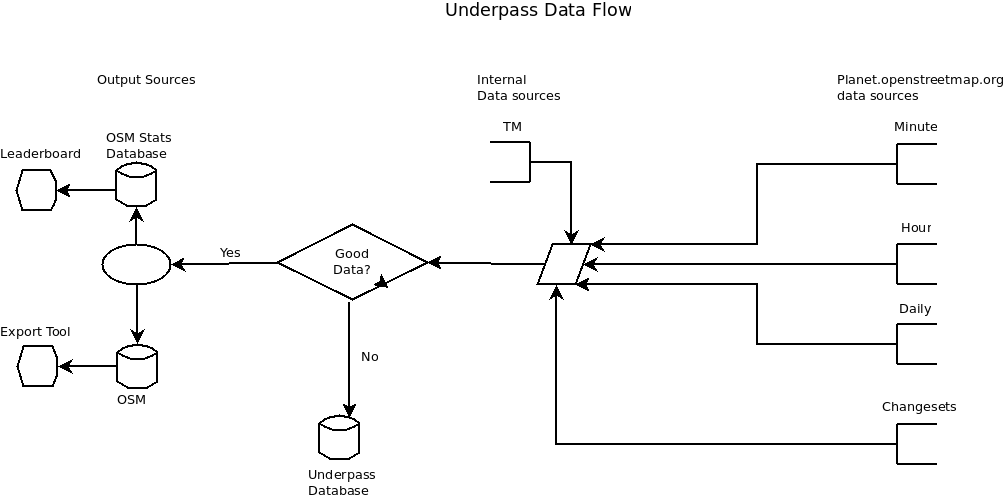 Underpass Data Flow
Output Sources
Internal
Data sources
Planet.openstreetmap.org
data sources
TM
Minute
OSM Stats
Database
Leaderboard
Hour
Yes
Good
Data?
Daily
Export Tool
No
OSM
Changesets
Underpass
Database